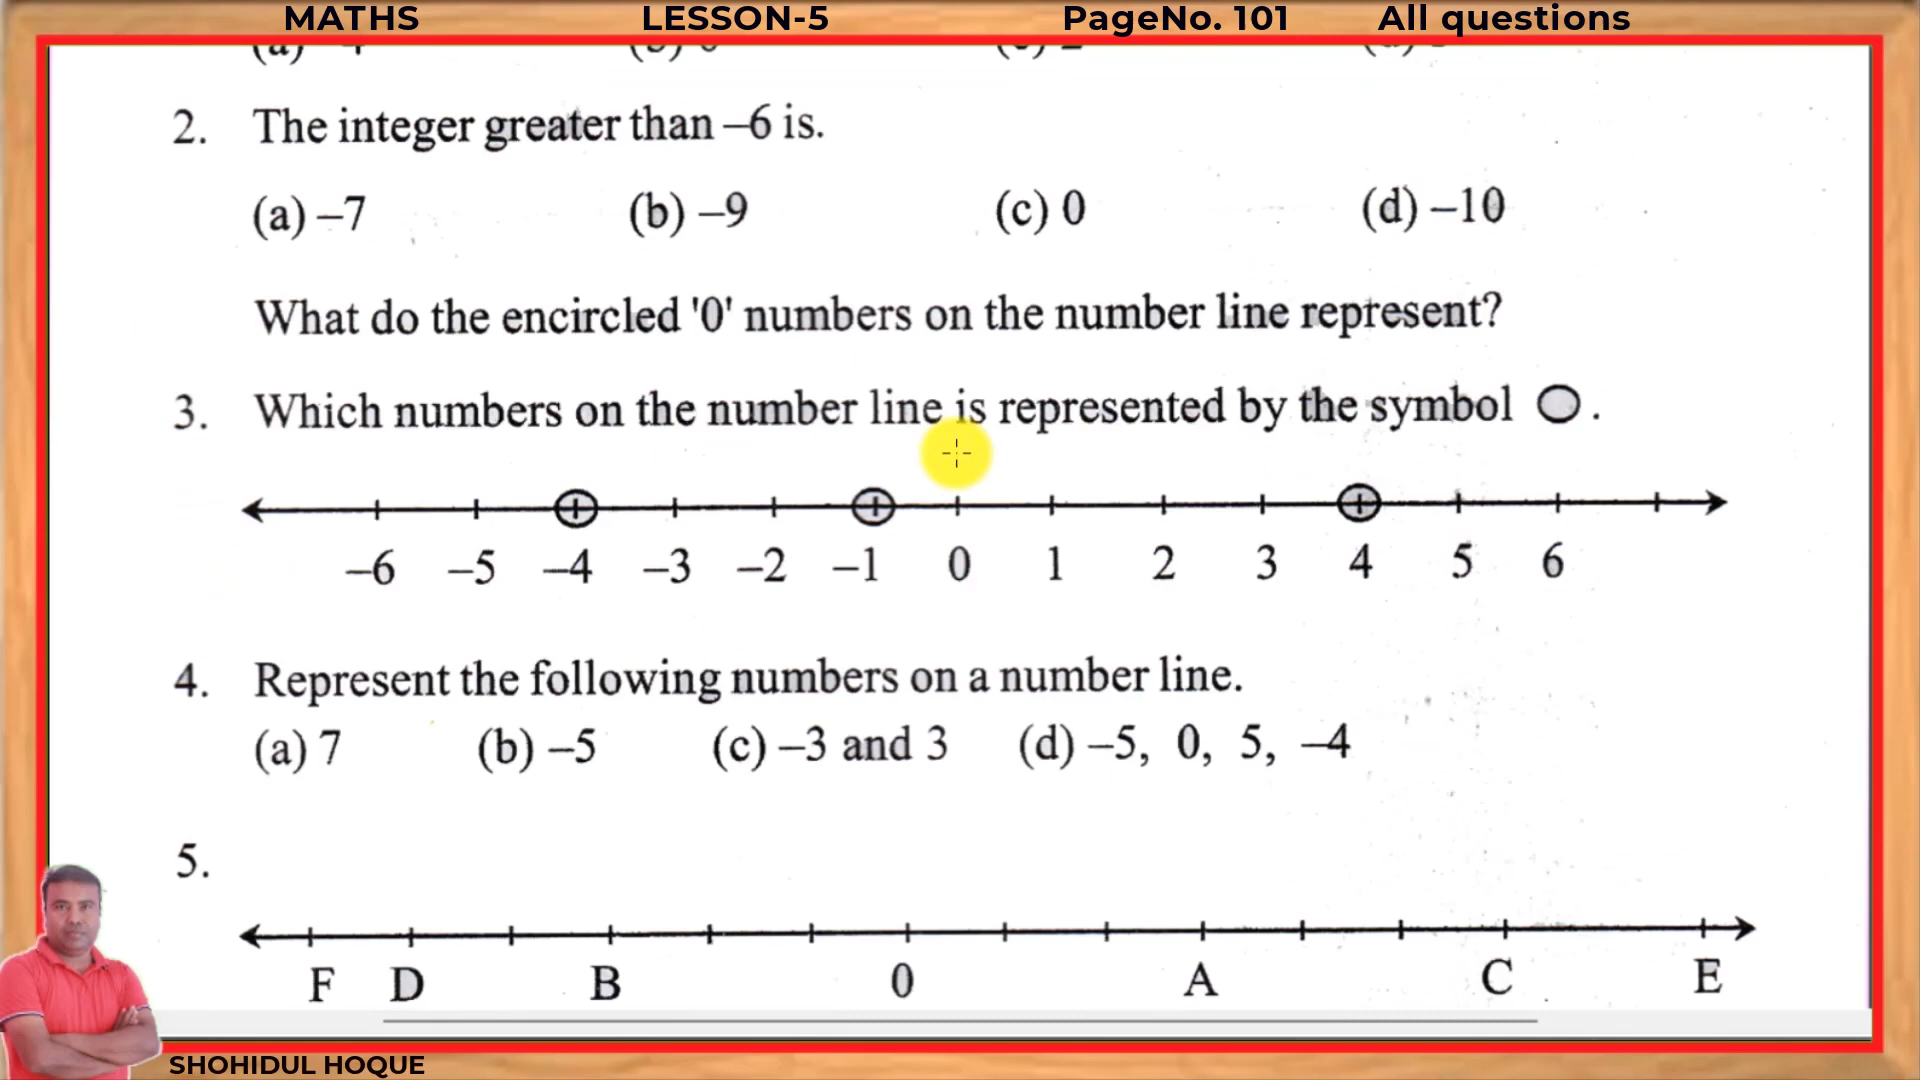 MATHS LESSON-5 PageNo. 101 All questions
2. The integer greater than –6 is.
(a) –7 (b) –9 (c) 0 (d) –10
What do the encircled '0' numbers on the number line represent?
3. Which numbers on the number line is represented by the symbol ○.
–6 –5 –4 –3 –2 –1 0 1 2 3 4 5 6
4. Represent the following numbers on a number line.
(a) 7 (b) –5 (c) –3 and 3 (d) –5, 0, 5, –4
5.
F D B 0 A C E
SHOHIDUL HOQUE